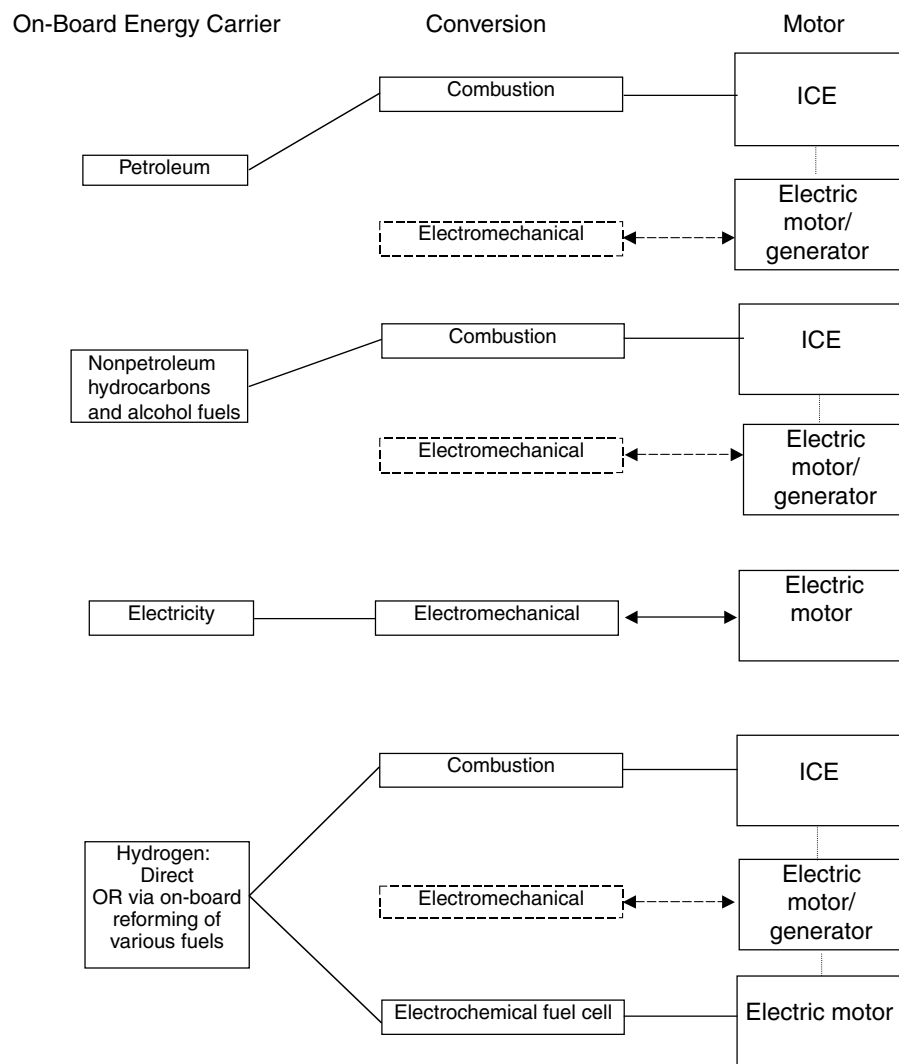 On-Board Energy Carrier
Conversion
Motor
Combustion
ICE
Petroleum
Electromechanical
Electric
motor/
generator
Combustion
ICE
Nonpetroleum
hydrocarbons
and alcohol fuels
Electromechanical
Electric
motor/
generator
Electricity
Electromechanical
Electric
motor
Combustion
ICE
Hydrogen:
Direct
OR via on-board
reforming of
various fuels
Electromechanical
Electric
motor/
generator
Electrochemical fuel cell
Electric motor